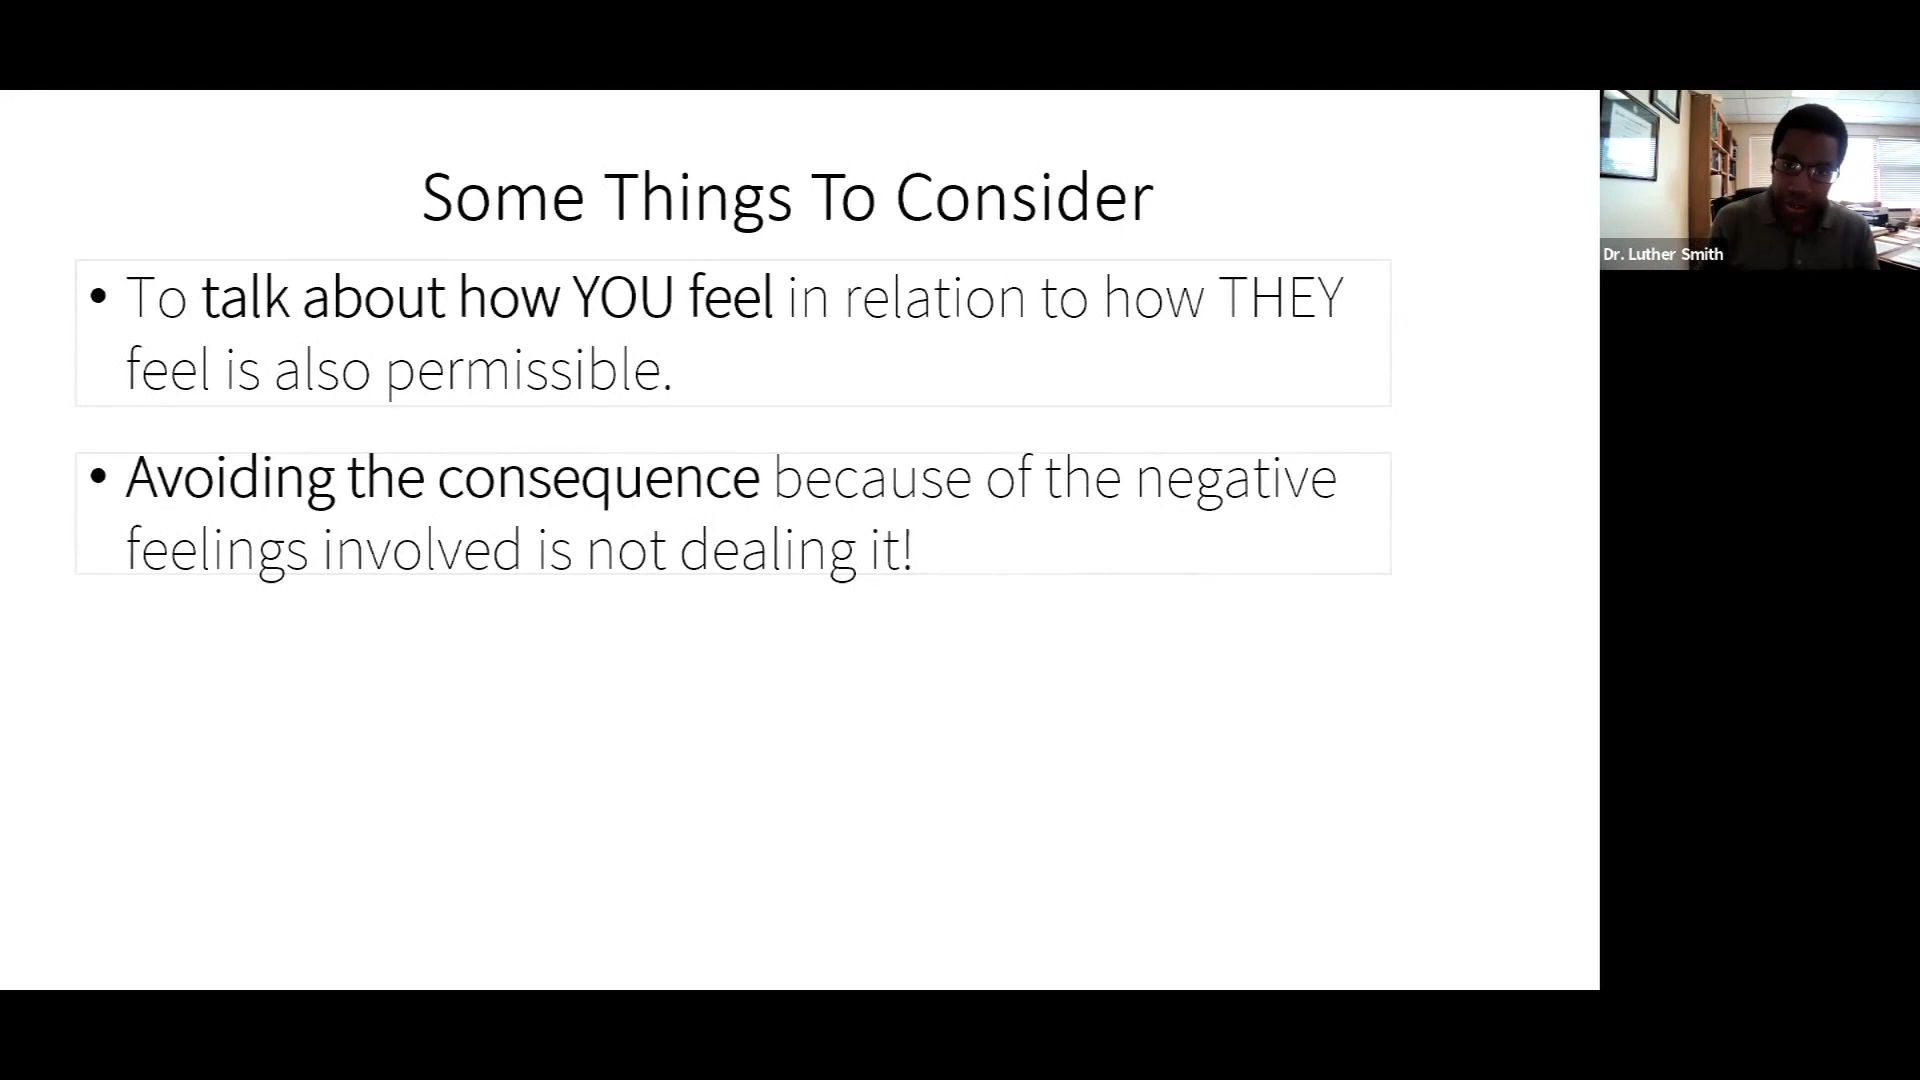 Some Things To Consider
• To talk about how YOU feel in relation to how THEY
feel is also permissible.
• Avoiding the consequence because of the negative
feelings involved is not dealing it!
Dr. Luther Smith